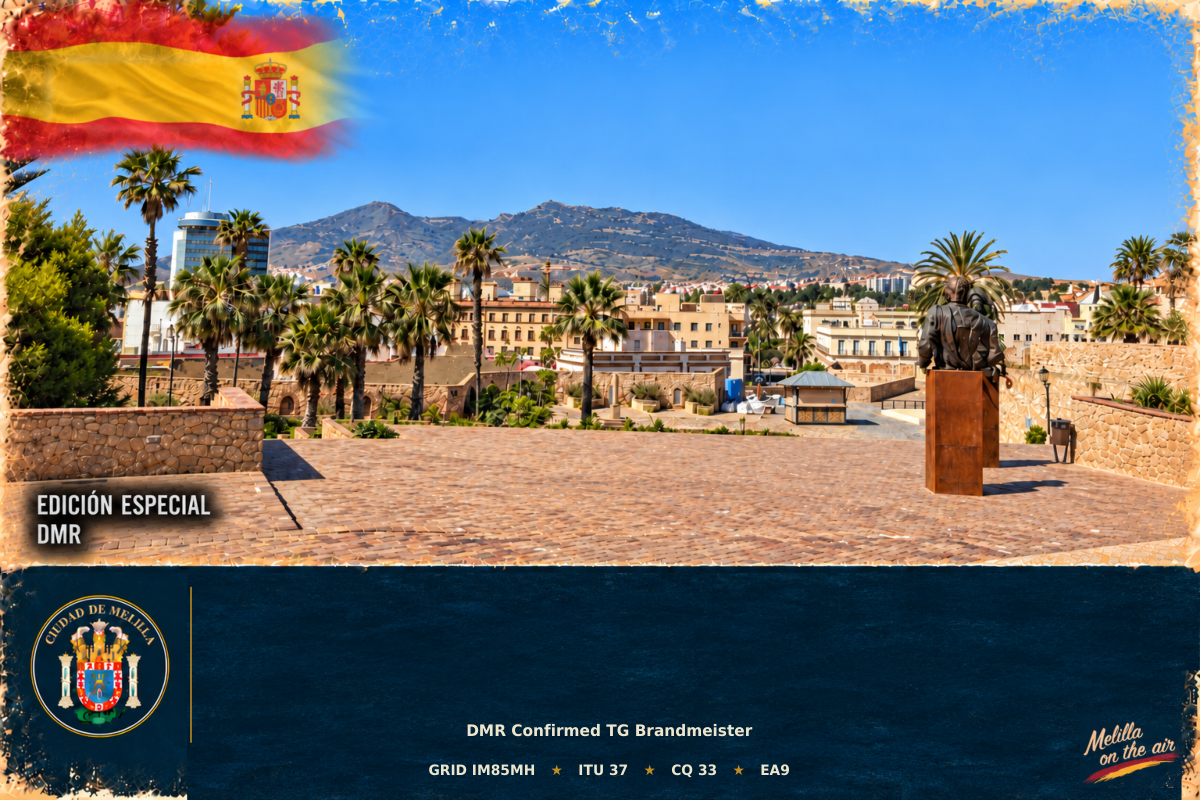 EDICIÓN ESPECIAL
DMR
CIUDAD DE MELILLA
DMR Confirmed TG Brandmeister
GRID IM85MH ★ ITU 37 ★ CQ 33 ★ EA9
Melilla
on the air